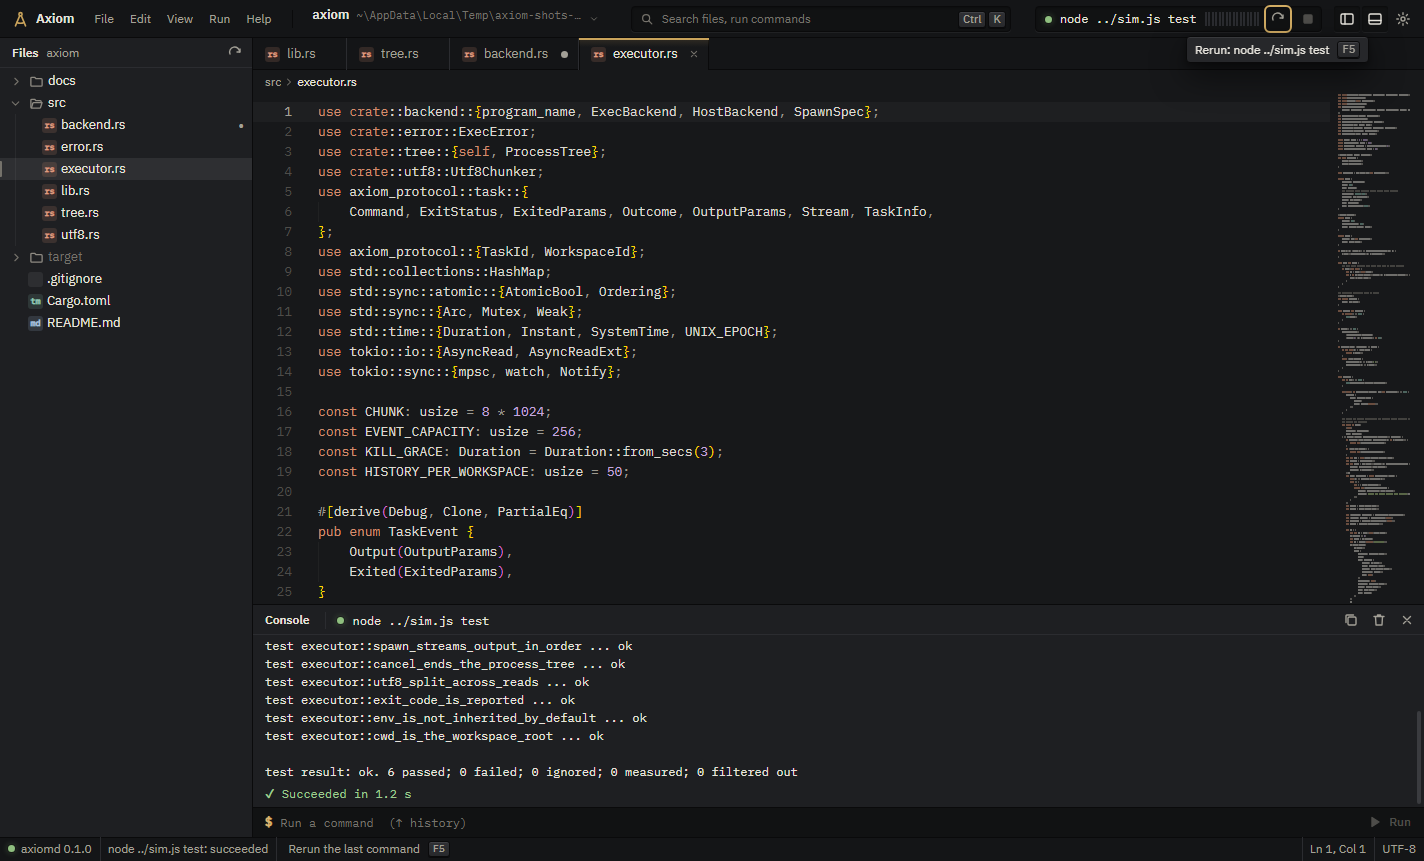 Axiom File Edit View Run Help
axiom ~\AppData\Local\Temp\axiom-shots-…
Search files, run commands Ctrl K
node ../sim.js test
Rerun: node ../sim.js test F5
Files axiom
docs
src
rs backend.rs
rs error.rs
rs executor.rs
rs lib.rs
rs tree.rs
rs utf8.rs
target
.gitignore
tm Cargo.toml
md README.md
rs lib.rs
rs tree.rs
rs backend.rs
rs executor.rs
src > executor.rs
1 use crate::backend::{program_name, ExecBackend, HostBackend, SpawnSpec};
2 use crate::error::ExecError;
3 use crate::tree::{self, ProcessTree};
4 use crate::utf8::Utf8Chunker;
5 use axiom_protocol::task::{
6 Command, ExitStatus, ExitedParams, Outcome, OutputParams, Stream, TaskInfo,
7 };
8 use axiom_protocol::{TaskId, WorkspaceId};
9 use std::collections::HashMap;
10 use std::sync::atomic::{AtomicBool, Ordering};
11 use std::sync::{Arc, Mutex, Weak};
12 use std::time::{Duration, Instant, SystemTime, UNIX_EPOCH};
13 use tokio::io::{AsyncRead, AsyncReadExt};
14 use tokio::sync::{mpsc, watch, Notify};
15
16 const CHUNK: usize = 8 * 1024;
17 const EVENT_CAPACITY: usize = 256;
18 const KILL_GRACE: Duration = Duration::from_secs(3);
19 const HISTORY_PER_WORKSPACE: usize = 50;
20
21 #[derive(Debug, Clone, PartialEq)]
22 pub enum TaskEvent {
23 Output(OutputParams),
24 Exited(ExitedParams),
25 }
Console node ../sim.js test
test executor::spawn_streams_output_in_order ... ok
test executor::cancel_ends_the_process_tree ... ok
test executor::utf8_split_across_reads ... ok
test executor::exit_code_is_reported ... ok
test executor::env_is_not_inherited_by_default ... ok
test executor::cwd_is_the_workspace_root ... ok
test result: ok. 6 passed; 0 failed; 0 ignored; 0 measured; 0 filtered out
✓ Succeeded in 1.2 s
$ Run a command (↑ history) Run
axiomd 0.1.0 node ../sim.js test: succeeded Rerun the last command F5 Ln 1, Col 1 UTF-8